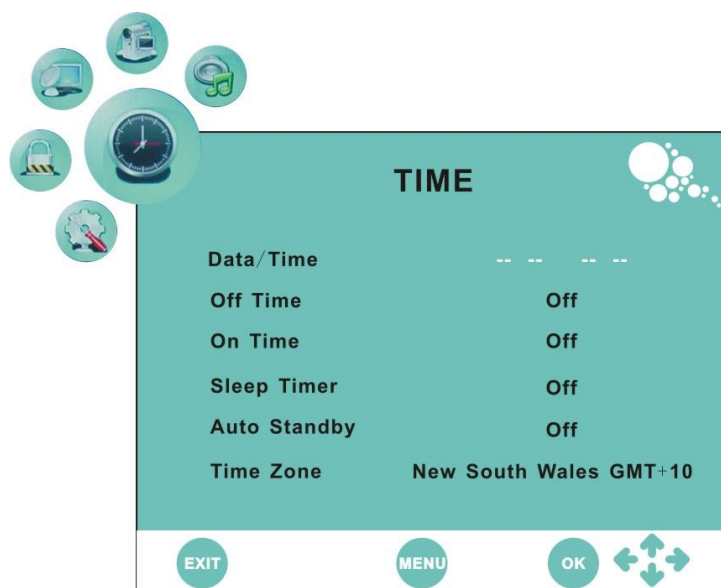 TIME
Data/Time -- -- -- --
Off Time Off
On Time Off
Sleep Timer Off
Auto Standby Off
Time Zone New South Wales GMT+10
EXIT MENU OK